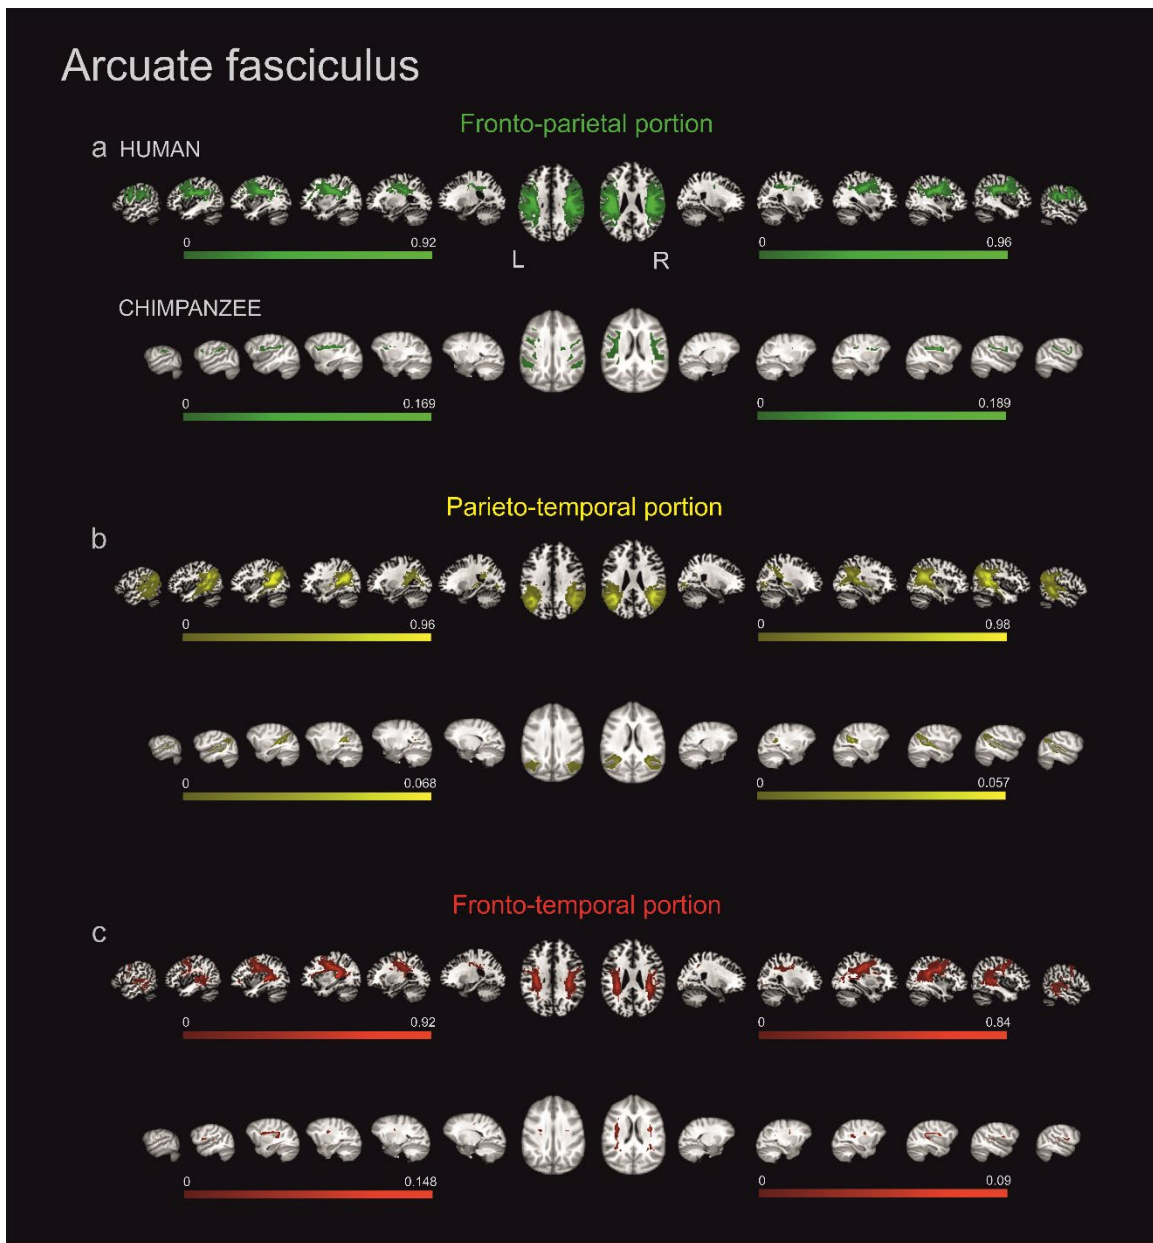 Arcuate fasciculus
Fronto-parietal portion
a HUMAN
0 0.92 0 0.96
L R
CHIMPANZEE
0 0.169 0 0.189
Parieto-temporal portion
b
0 0.96 0 0.98
0 0.068 0 0.057
Fronto-temporal portion
c
0 0.92 0 0.84
0 0.148 0 0.09